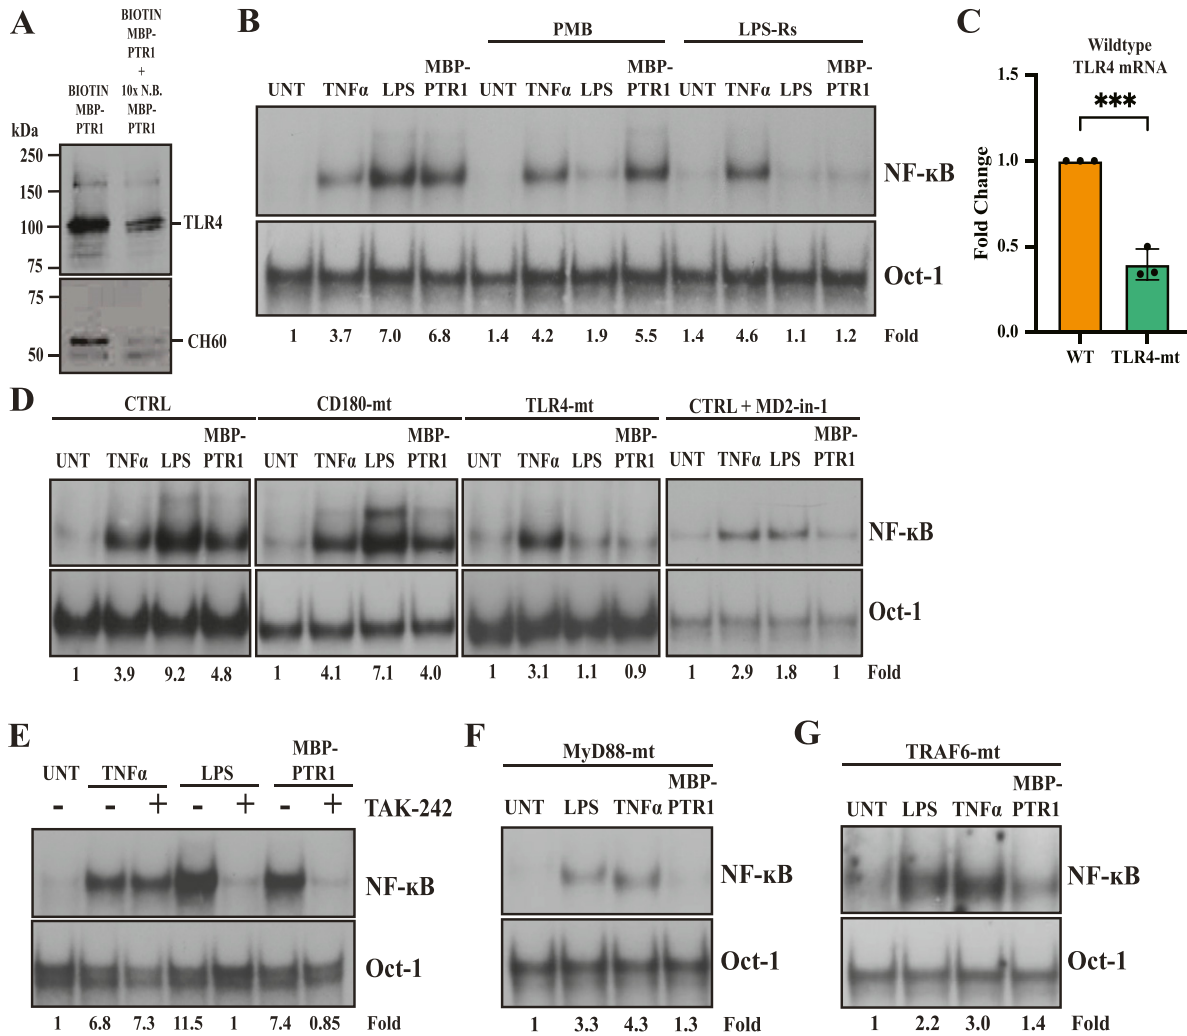 A
BIOTIN
MBP-
PTR1
BIOTIN
MBP-
PTR1
+
10x N.B.
MBP-
PTR1
kDa
250
150
100
75
TLR4
75
50
CH60
B
PMB
LPS-Rs
UNT TNFα LPS MBP-PTR1 UNT TNFα LPS MBP-PTR1 UNT TNFα LPS MBP-PTR1
NF-κB
Oct-1
1 3.7 7.0 6.8 1.4 4.2 1.9 5.5 1.4 4.6 1.1 1.2 Fold
C
Wildtype
TLR4 mRNA
***
Fold Change
1.5
1.0
0.5
0.0
WT TLR4-mt
D
CTRL CD180-mt TLR4-mt CTRL + MD2-in-1
UNT TNFα LPS MBP-PTR1 UNT TNFα LPS MBP-PTR1 UNT TNFα LPS MBP-PTR1 UNT TNFα LPS MBP-PTR1
NF-κB
Oct-1
1 3.9 9.2 4.8 1 4.1 7.1 4.0 1 3.1 1.1 0.9 1 2.9 1.8 1 Fold
E
UNT TNFα LPS MBP-PTR1
- - + - + - + TAK-242
NF-κB
Oct-1
1 6.8 7.3 11.5 1 7.4 0.85 Fold
F
MyD88-mt
UNT LPS TNFα MBP-PTR1
NF-κB
Oct-1
1 3.3 4.3 1.3
G
TRAF6-mt
UNT LPS TNFα MBP-PTR1
NF-κB
Oct-1
1 2.2 3.0 1.4 Fold